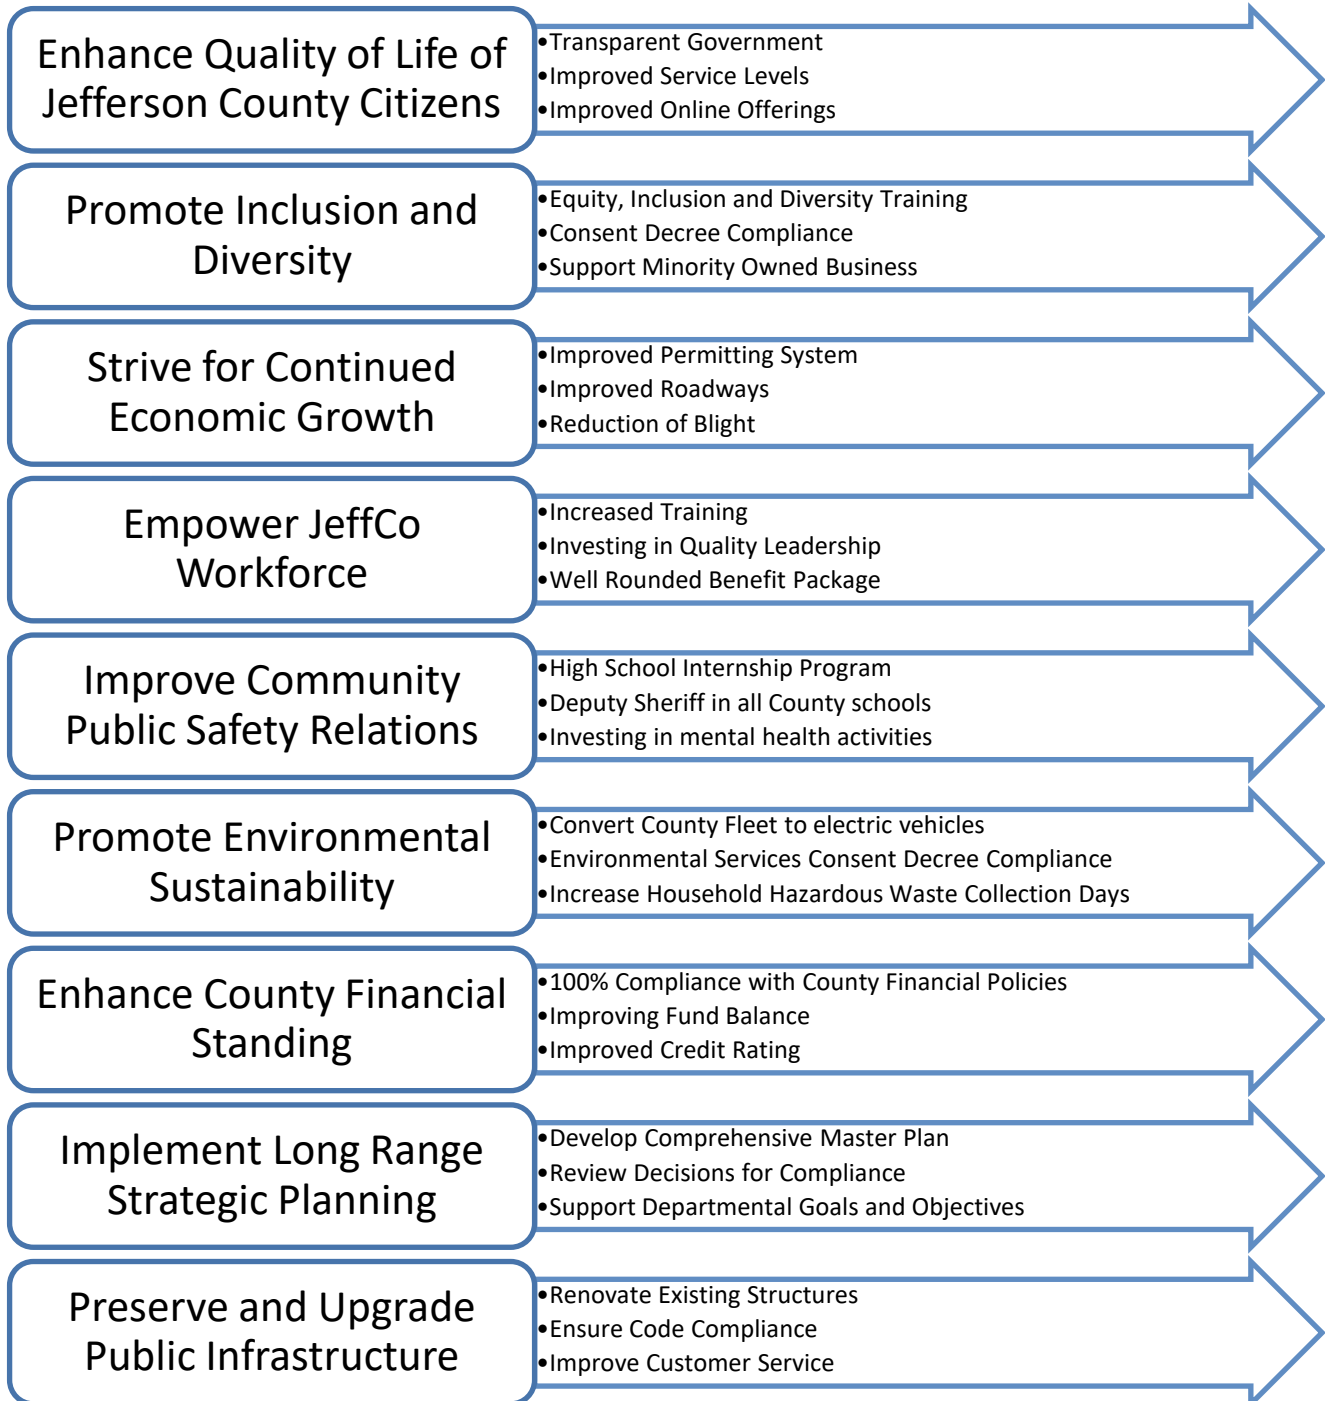 Enhance Quality of Life of
Jefferson County Citizens
•Transparent Government
•Improved Service Levels
•Improved Online Offerings
Promote Inclusion and
Diversity
•Equity, Inclusion and Diversity Training
•Consent Decree Compliance
•Support Minority Owned Business
Strive for Continued
Economic Growth
•Improved Permitting System
•Improved Roadways
•Reduction of Blight
Empower JeffCo
Workforce
•Increased Training
•Investing in Quality Leadership
•Well Rounded Benefit Package
Improve Community
Public Safety Relations
•High School Internship Program
•Deputy Sheriff in all County schools
•Investing in mental health activities
Promote Environmental
Sustainability
•Convert County Fleet to electric vehicles
•Environmental Services Consent Decree Compliance
•Increase Household Hazardous Waste Collection Days
Enhance County Financial
Standing
•100% Compliance with County Financial Policies
•Improving Fund Balance
•Improved Credit Rating
Implement Long Range
Strategic Planning
•Develop Comprehensive Master Plan
•Review Decisions for Compliance
•Support Departmental Goals and Objectives
Preserve and Upgrade
Public Infrastructure
•Renovate Existing Structures
•Ensure Code Compliance
•Improve Customer Service